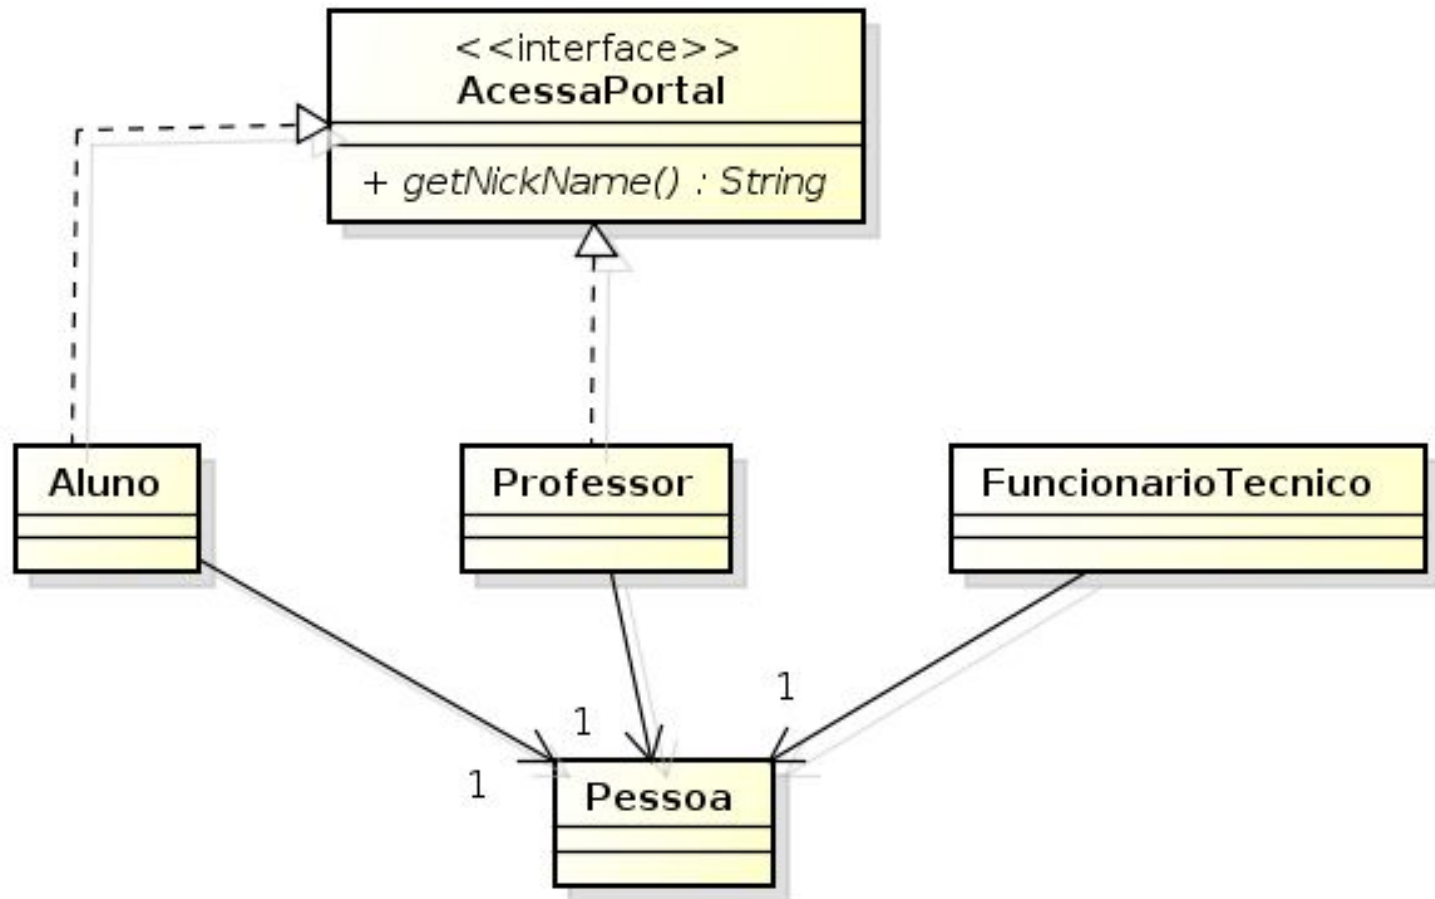 <<interface>>
AcessaPortal
+ getNickName() : String
Aluno
Professor
FuncionarioTecnico
1
1
1
Pessoa